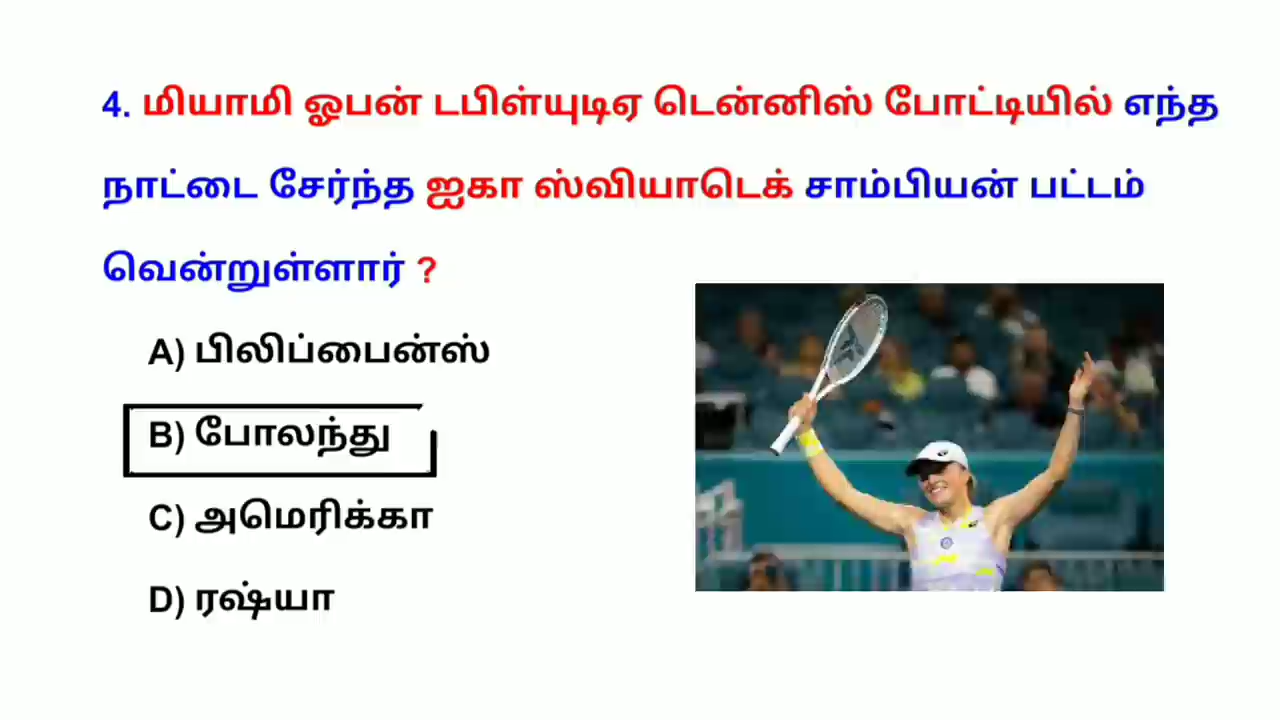 4. மியாமி ஓபன் டபிள்யுடிஏ டென்னிஸ் போட்டியில் எந்த
நாட்டை சேர்ந்த ஐகா ஸ்வியாடெக் சாம்பியன் பட்டம்
வென்றுள்ளார் ?
A) பிலிப்பைன்ஸ்
B) போலந்து
C) அமெரிக்கா
D) ரஷ்யா